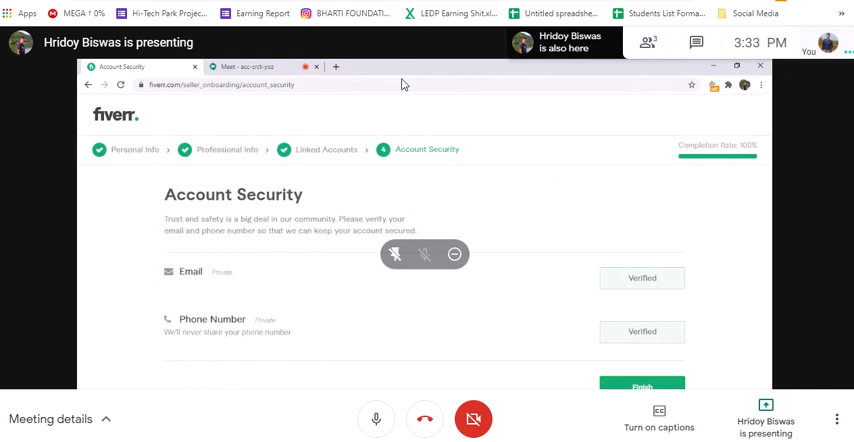 Apps MEGA ↑ 0% Hi-Tech Park Projec... Earning Report BHARTI FOUNDATI... LEDP Earning Shit.xl... Untitled spreadshe... Students List Forma... Social Media »
Hridoy Biswas is presenting
Hridoy Biswas
is also here
3
3:33 PM
You
Account Security
Meet - acc-crct-yoz
fiverr.com/seller_onboarding/account_security
fiverr.
Personal Info > Professional Info > Linked Accounts > 4 Account Security
Completion Rate: 100%
Account Security
Trust and safety is a big deal in our community. Please verify your
email and phone number so that we can keep your account secured.
Email Private
Verified
Phone Number Private
We'll never share your phone number.
Verified
Finish
Meeting details
CC
Turn on captions
Hridoy Biswas
is presenting